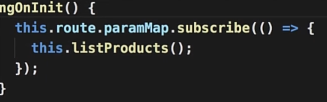 ngOnInit() {
this.route.paramMap.subscribe(() => {
this.listProducts();
});
}